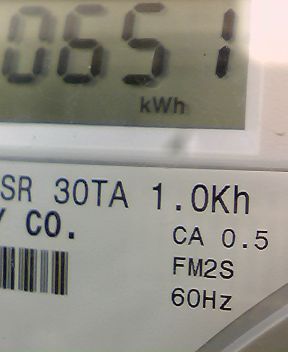 0651
kWh
SR 30TA 1.0Kh
Y CO.
CA 0.5
FM2S
60Hz